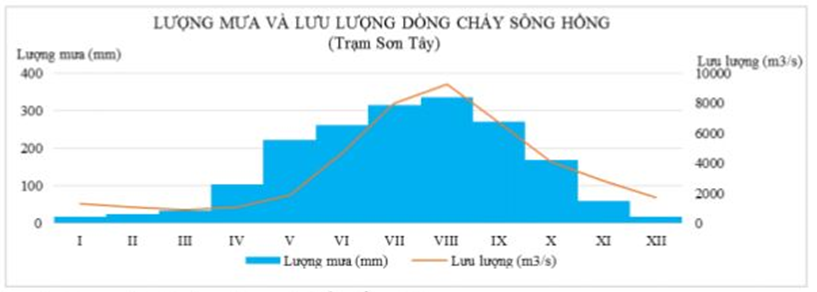 LƯỢNG MƯA VÀ LƯU LƯỢNG DÒNG CHẢY SÔNG HỒNG
(Trạm Sơn Tây)
Lượng mưa (mm)
Lưu lượng (m3/s)
400
300
200
100
0
10000
8000
6000
4000
2000
0
I II III IV V VI VII VIII IX X XI XII
Lượng mưa (mm) Lưu lượng (m3/s)